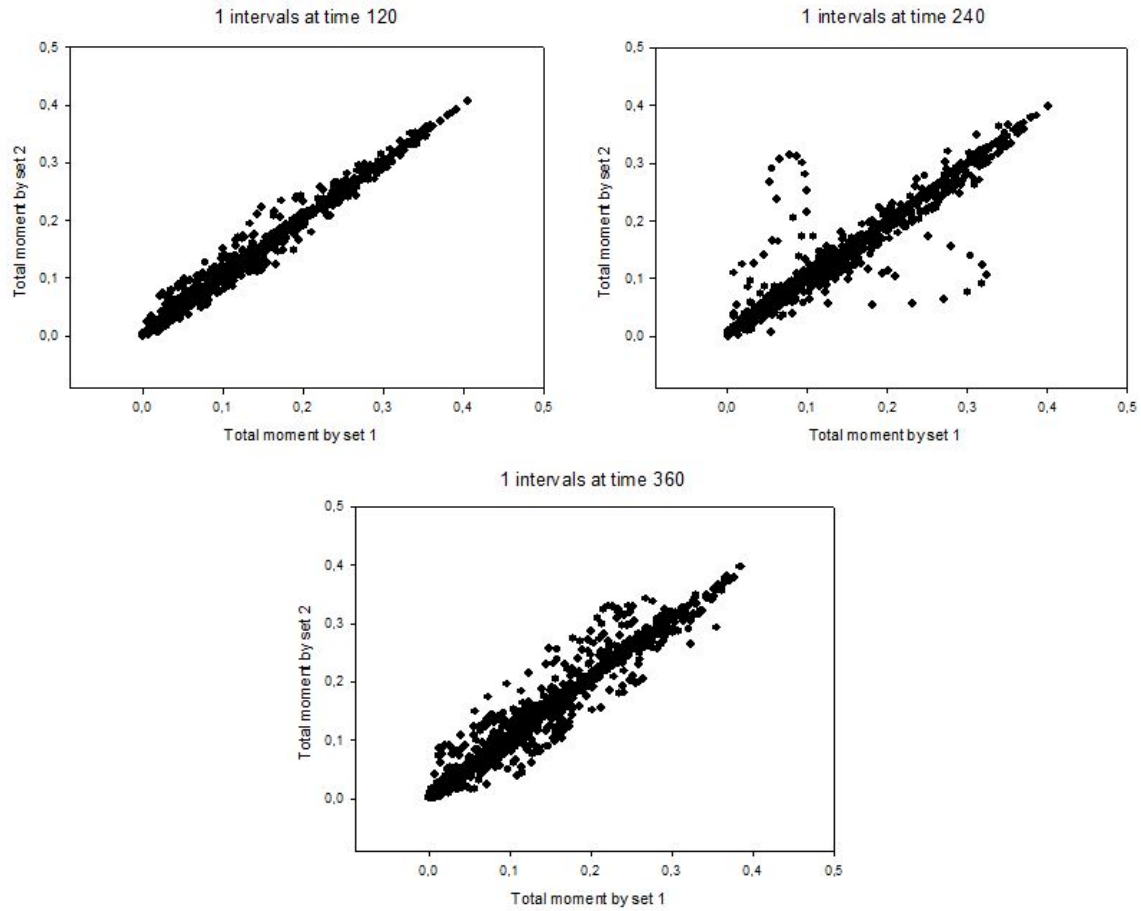 1 intervals at time 120
0,5
0,4
0,3
0,2
0,1
0,0
Total moment by set 2
0,0 0,1 0,2 0,3 0,4 0,5
Total moment by set 1
1 intervals at time 240
0,5
0,4
0,3
0,2
0,1
0,0
Total moment by set 2
0,0 0,1 0,2 0,3 0,4 0,5
Total moment by set 1
1 intervals at time 360
0,5
0,4
0,3
0,2
0,1
0,0
Total moment by set 2
0,0 0,1 0,2 0,3 0,4 0,5
Total moment by set 1